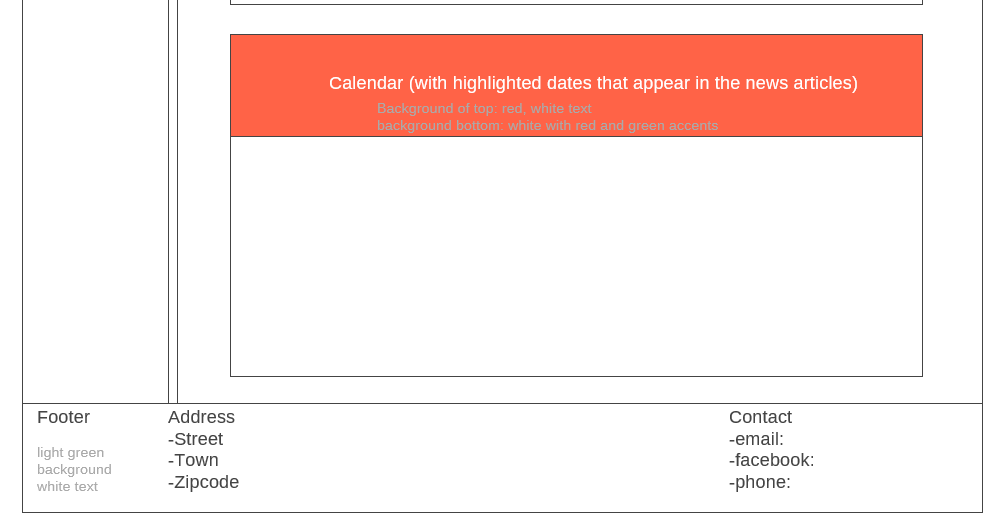 Calendar (with highlighted dates that appear in the news articles)
Background of top: red, white text
background bottom: white with red and green accents
Footer
light green
background
white text
Address
-Street
-Town
-Zipcode
Contact
-email:
-facebook:
-phone: